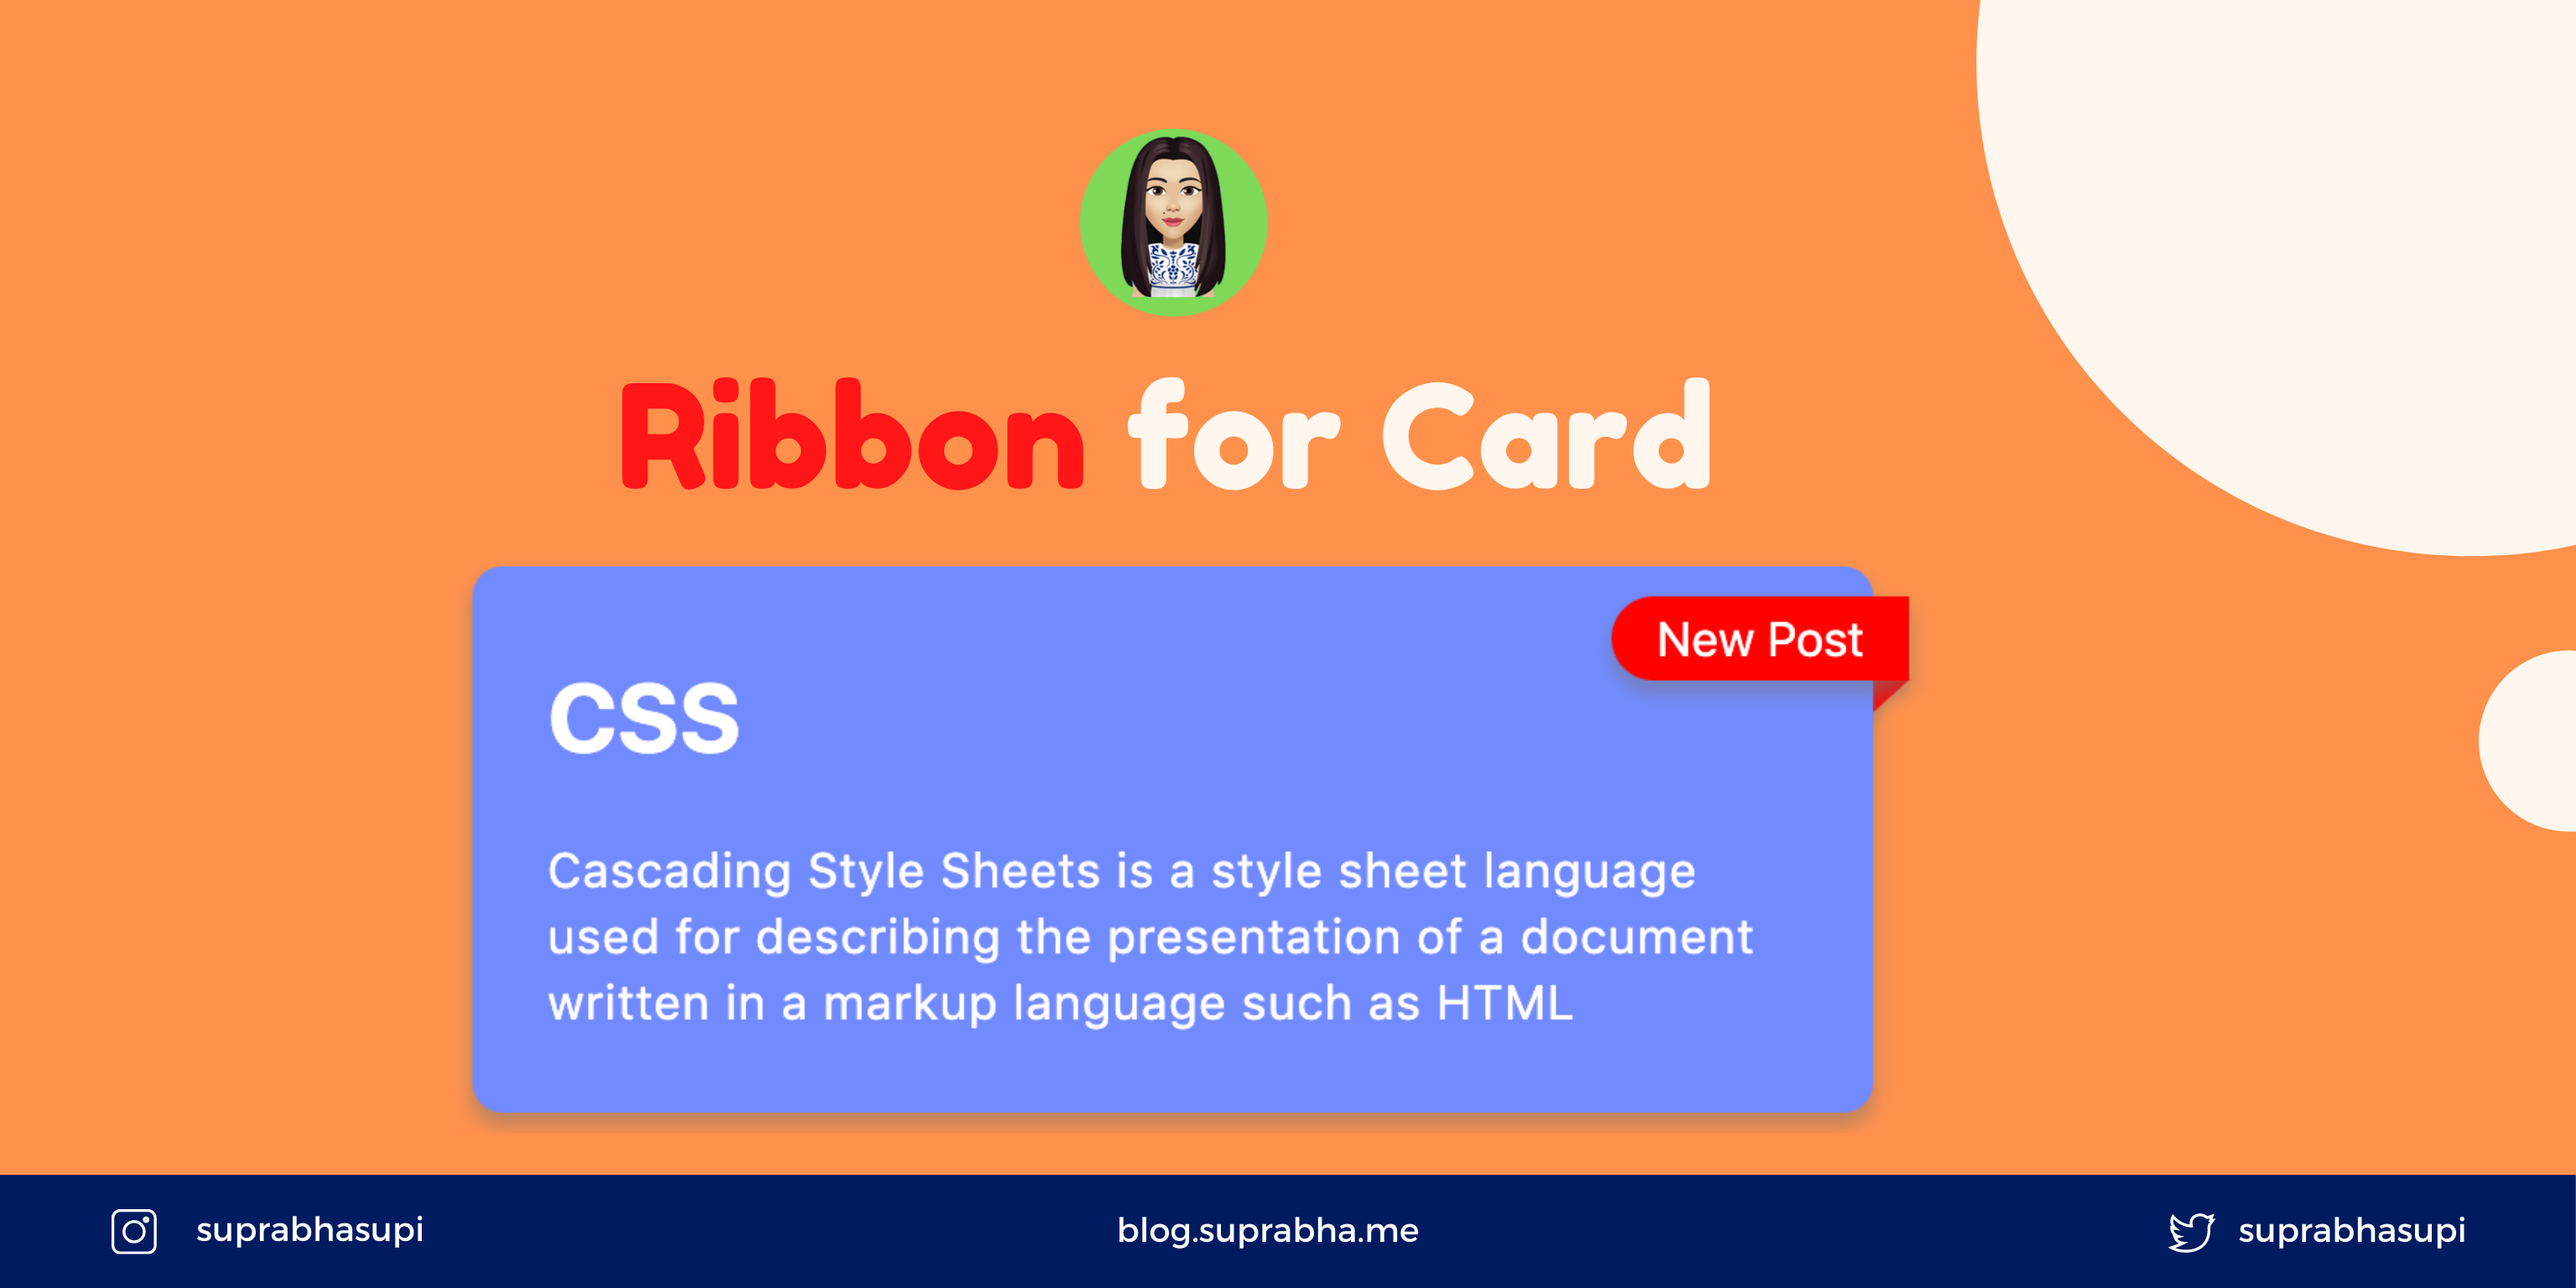 Ribbon for Card
New Post
CSS
Cascading Style Sheets is a style sheet language
used for describing the presentation of a document
written in a markup language such as HTML
suprabhasupi
blog.suprabha.me
suprabhasupi